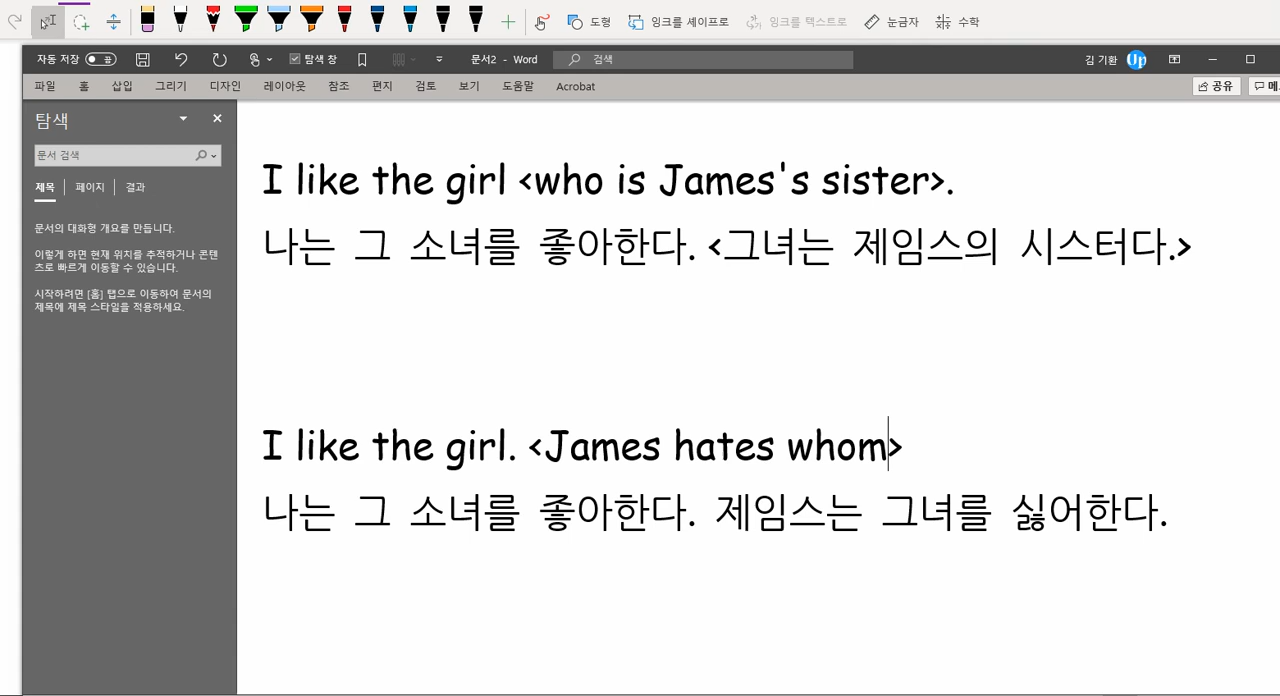 도형 잉크를 셰이프로 잉크를 텍스트로 눈금자 수학
자동 저장 끔 탐색 창 문서2 - Word 검색 김 기환 Up
파일 홈 삽입 그리기 디자인 레이아웃 참조 편지 검토 보기 도움말 Acrobat 공유 메
탐색
문서 검색
제목 페이지 결과
문서의 대화형 개요를 만듭니다.
이렇게 하면 현재 위치를 추적하거나 콘텐
츠로 빠르게 이동할 수 있습니다.
시작하려면 [홈] 탭으로 이동하여 문서의
제목에 제목 스타일을 적용하세요.
I like the girl <who is James's sister>.
나는 그 소녀를 좋아한다. <그녀는 제임스의 시스터다.>
I like the girl. <James hates whom>
나는 그 소녀를 좋아한다. 제임스는 그녀를 싫어한다.